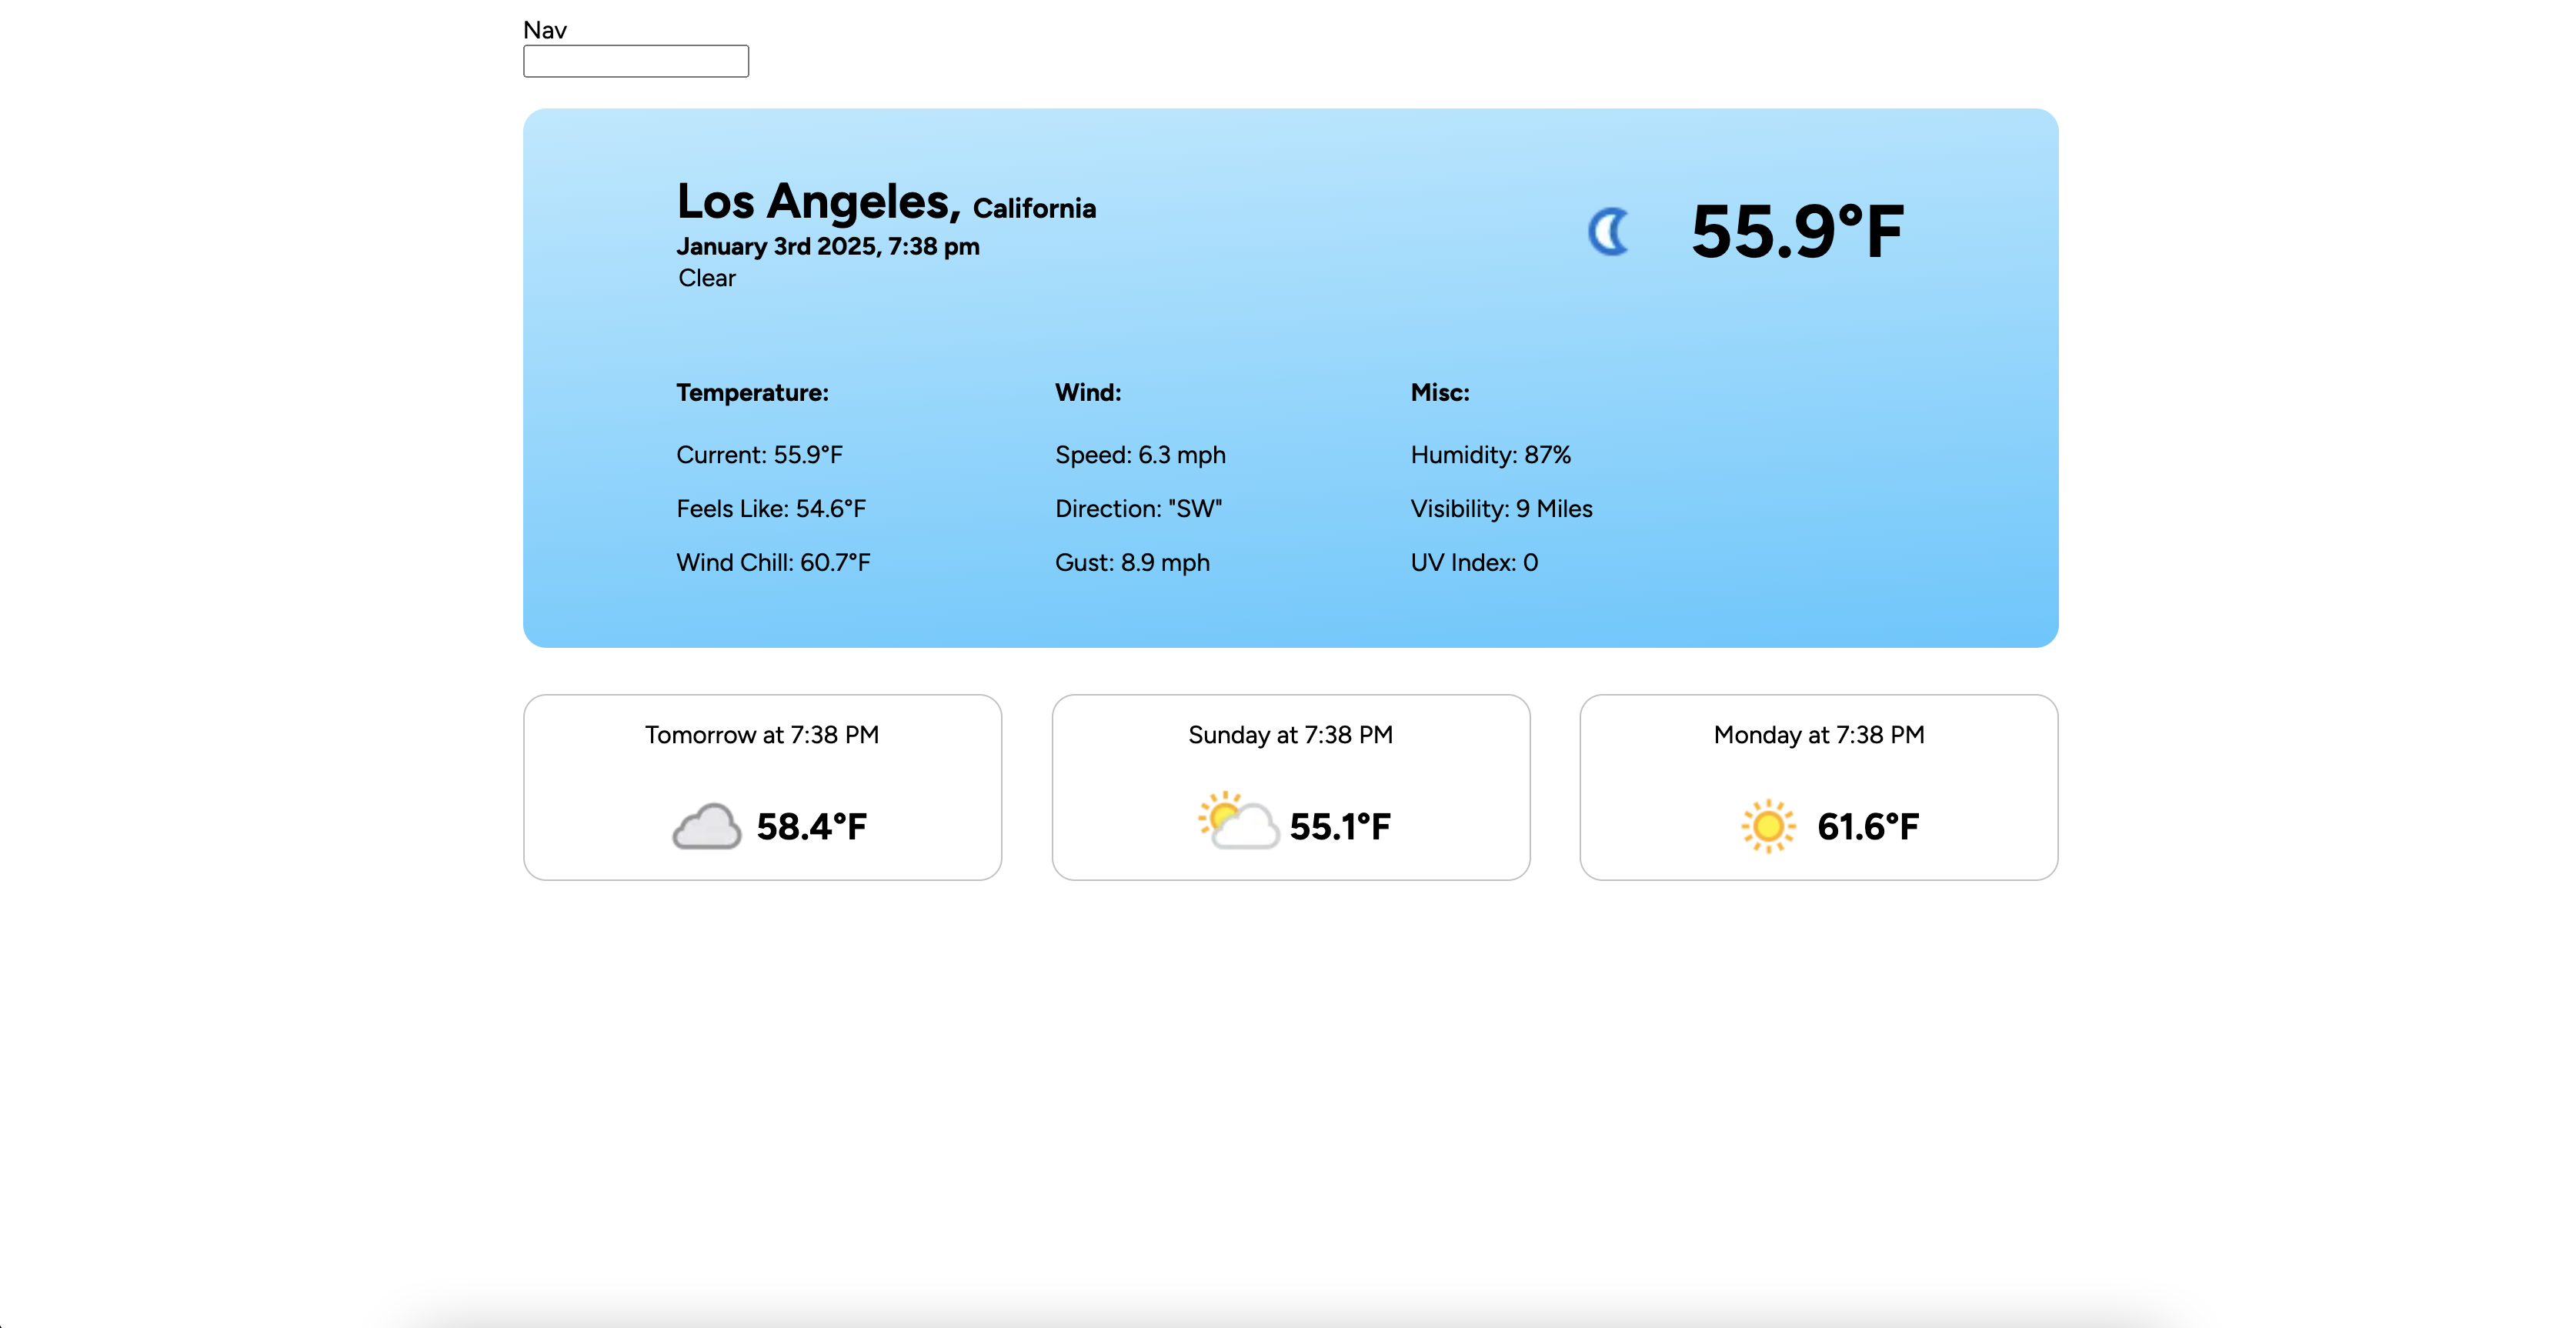 Nav
Los Angeles, California
January 3rd 2025, 7:38 pm
Clear
55.9°F
Temperature:
Current: 55.9°F
Feels Like: 54.6°F
Wind Chill: 60.7°F
Wind:
Speed: 6.3 mph
Direction: "SW"
Gust: 8.9 mph
Misc:
Humidity: 87%
Visibility: 9 Miles
UV Index: 0
Tomorrow at 7:38 PM
58.4°F
Sunday at 7:38 PM
55.1°F
Monday at 7:38 PM
61.6°F